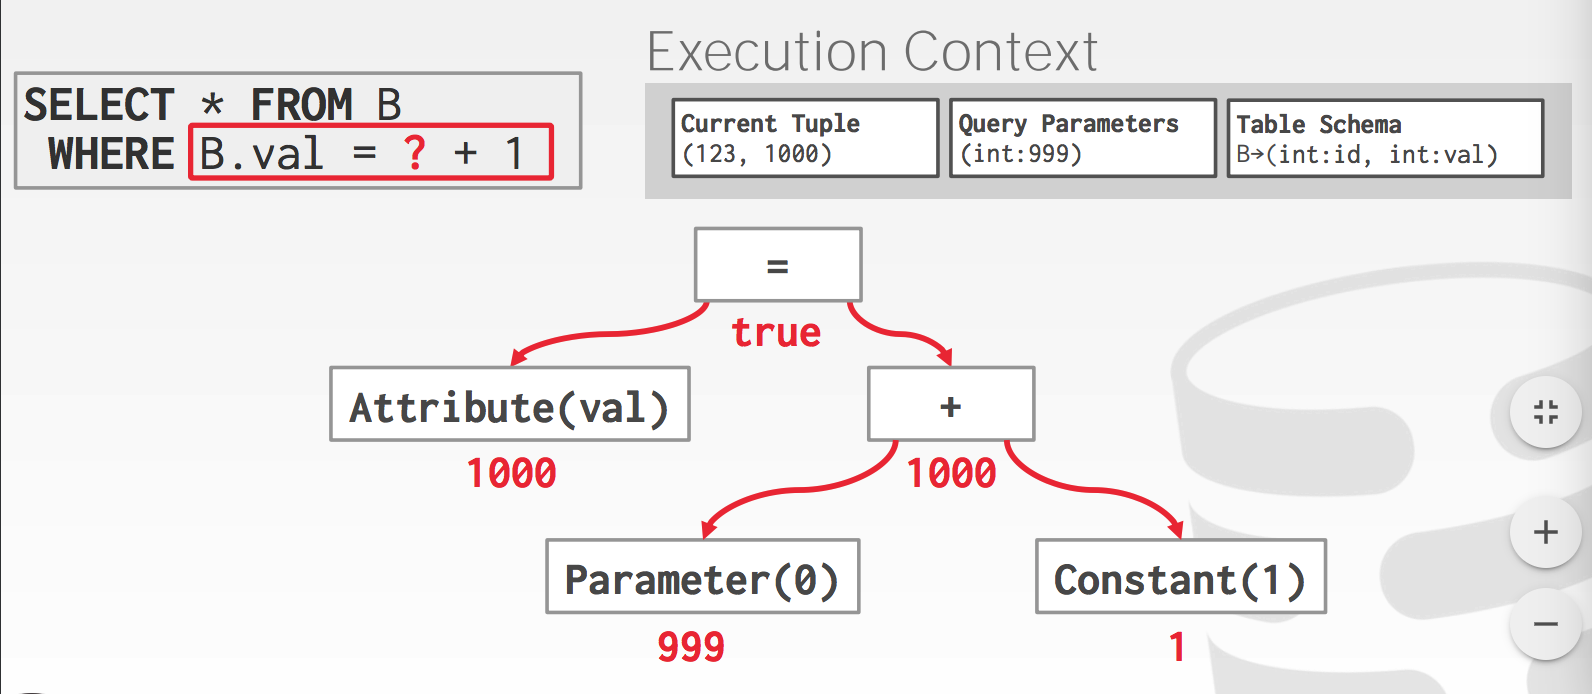 Execution Context
SELECT * FROM B
WHERE B.val = ? + 1
Current Tuple
(123, 1000)
Query Parameters
(int:999)
Table Schema
B→(int:id, int:val)
=
true
Attribute(val)
+
1000
1000
Parameter(0)
Constant(1)
999
1